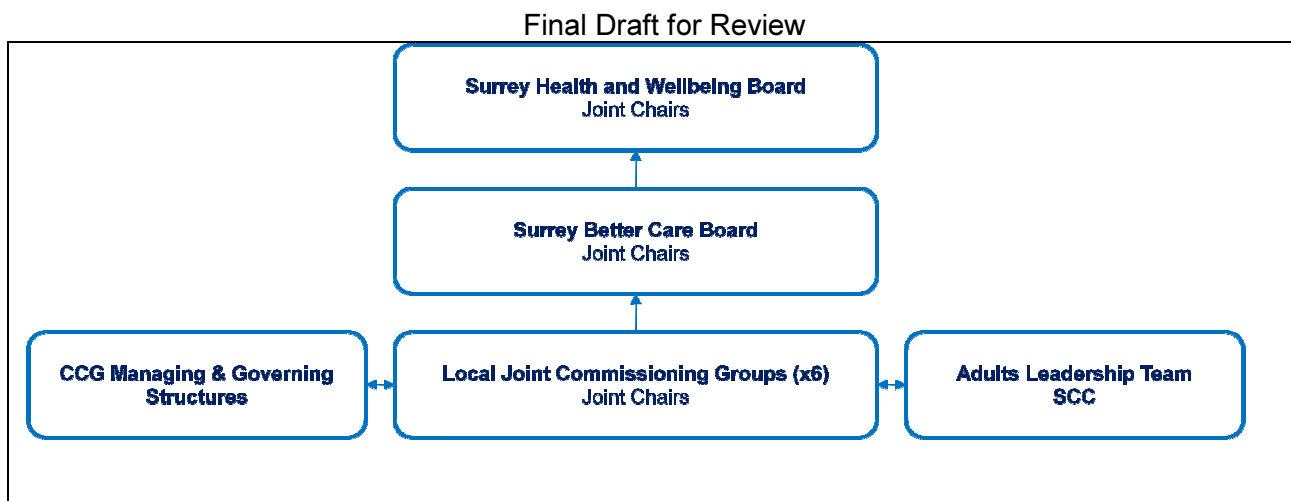 Final Draft for Review
Surrey Health and Wellbeing Board
Joint Chairs
Surrey Better Care Board
Joint Chairs
CCG Managing & Governing
Structures
Local Joint Commissioning Groups (x6)
Joint Chairs
Adults Leadership Team
SCC